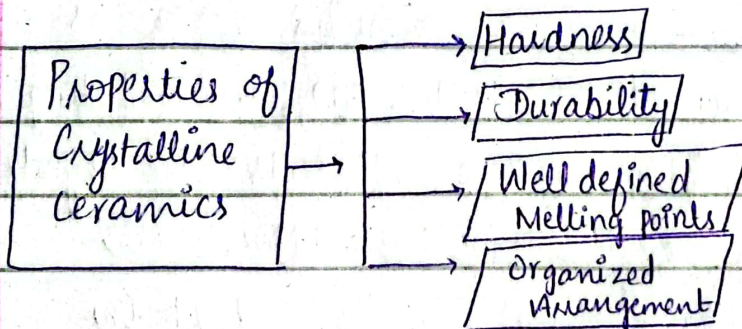 Properties of
Crystalline
ceramics
Hardness
Durability
Well defined
Melting points
Organized
Arrangement